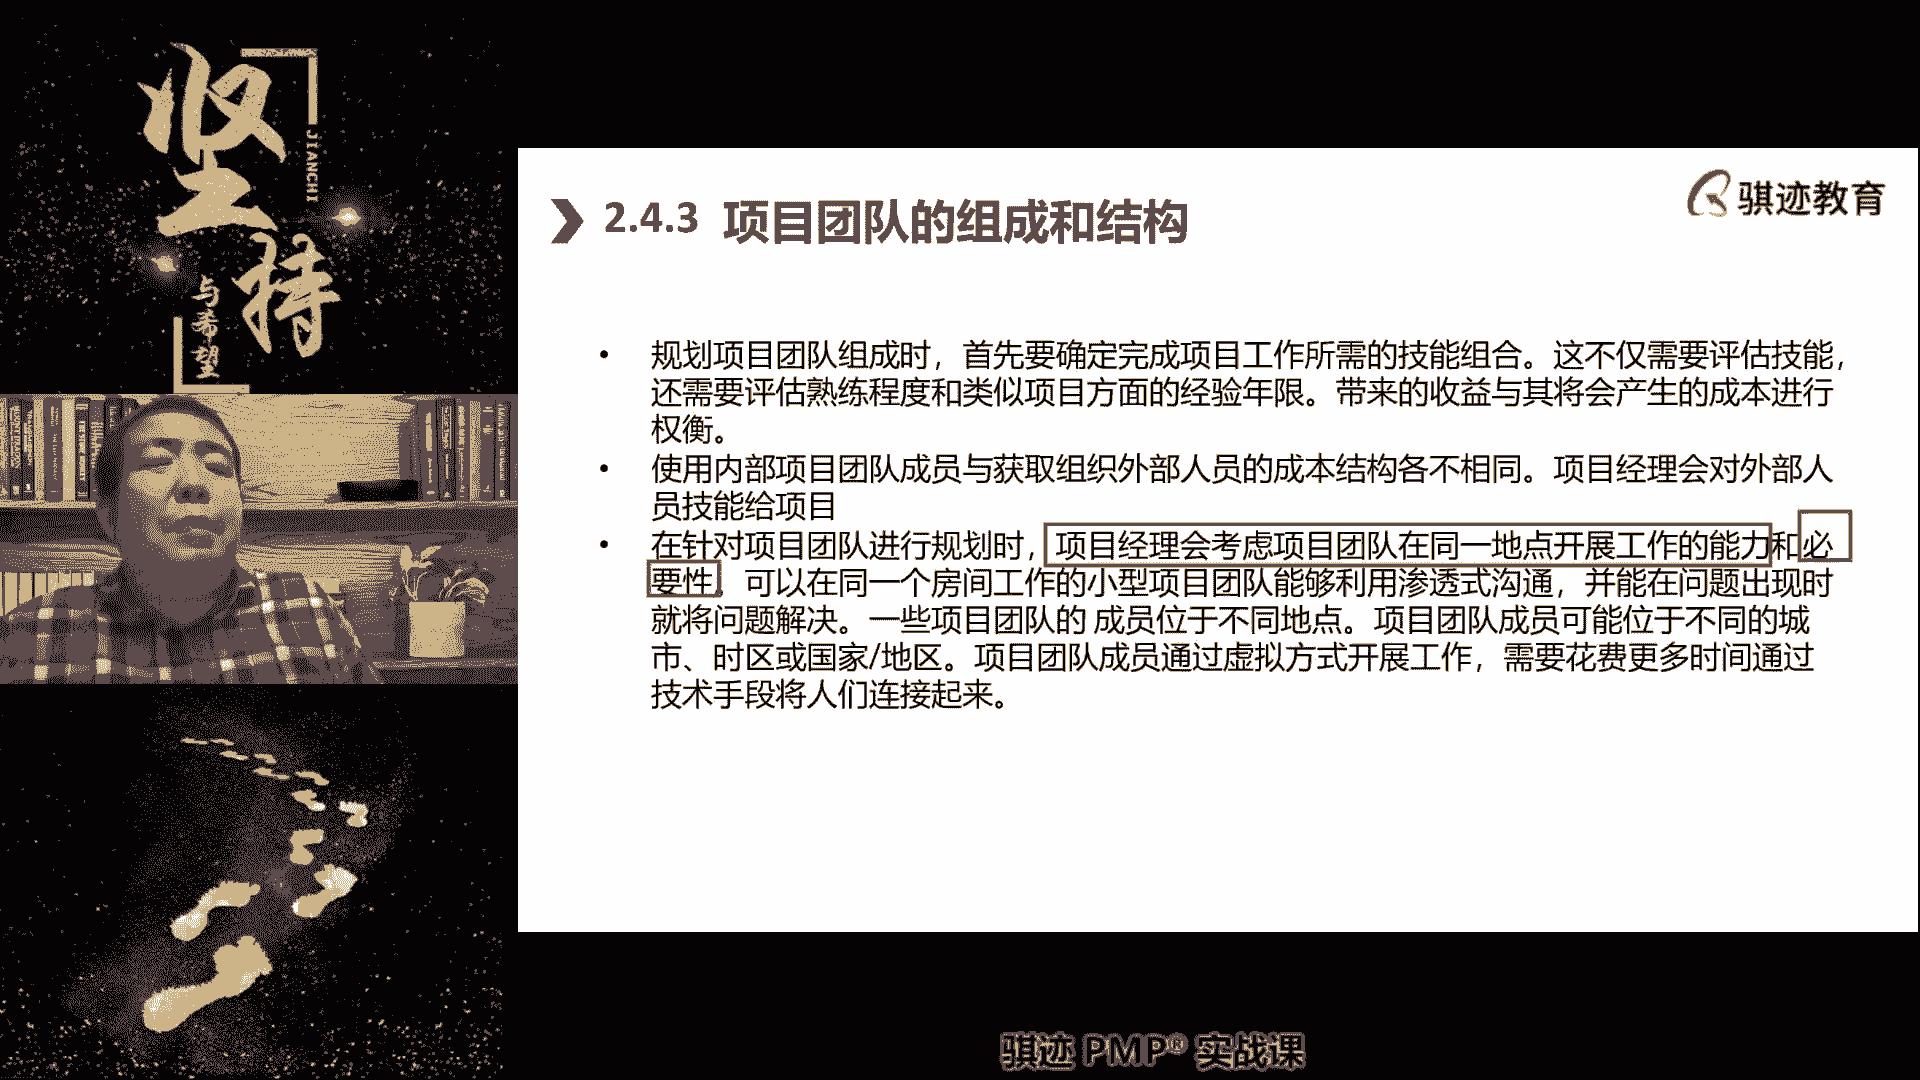 坚持
JIANCHI
与希望
骐迹教育
2.4.3 项目团队的组成和结构
• 规划项目团队组成时，首先要确定完成项目工作所需的技能组合。这不仅需要评估技能，
还需要评估熟练程度和类似项目方面的经验年限。带来的收益与其将会产生的成本进行
权衡。
• 使用内部项目团队成员与获取组织外部人员的成本结构各不相同。项目经理会对外部人
员技能给项目
• 在针对项目团队进行规划时，项目经理会考虑项目团队在同一地点开展工作的能力和必
要性。可以在同一个房间工作的小型项目团队能够利用渗透式沟通，并能在问题出现时
就将问题解决。一些项目团队的 成员位于不同地点。项目团队成员可能位于不同的城
市、时区或国家/地区。项目团队成员通过虚拟方式开展工作，需要花费更多时间通过
技术手段将人们连接起来。
骐迹 PMP® 实战课